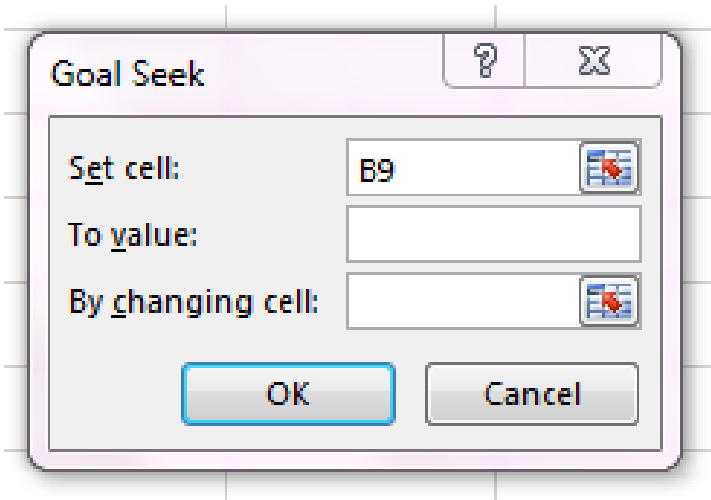 Goal Seek
Set cell: B9
To value:
By changing cell:
OK Cancel